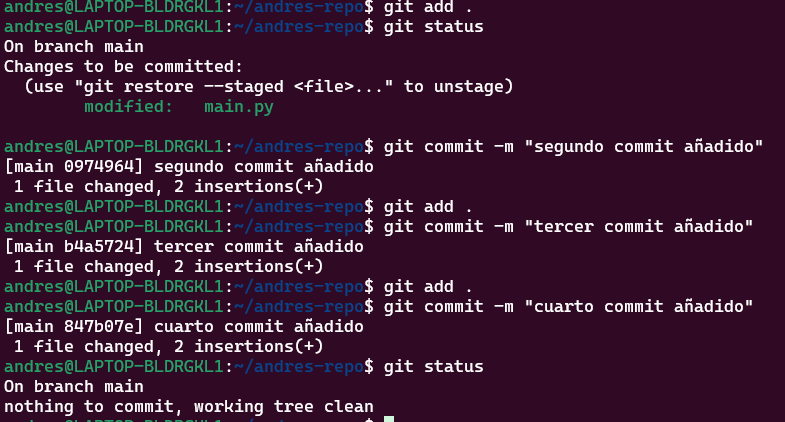 andres@LAPTOP-BLDRGKL1:~/andres-repo$ git add .
andres@LAPTOP-BLDRGKL1:~/andres-repo$ git status
On branch main
Changes to be committed:
  (use "git restore --staged <file>..." to unstage)
        modified:   main.py

andres@LAPTOP-BLDRGKL1:~/andres-repo$ git commit -m "segundo commit añadido"
[main 0974964] segundo commit añadido
 1 file changed, 2 insertions(+)
andres@LAPTOP-BLDRGKL1:~/andres-repo$ git add .
andres@LAPTOP-BLDRGKL1:~/andres-repo$ git commit -m "tercer commit añadido"
[main b4a5724] tercer commit añadido
 1 file changed, 2 insertions(+)
andres@LAPTOP-BLDRGKL1:~/andres-repo$ git add .
andres@LAPTOP-BLDRGKL1:~/andres-repo$ git commit -m "cuarto commit añadido"
[main 847b07e] cuarto commit añadido
 1 file changed, 2 insertions(+)
andres@LAPTOP-BLDRGKL1:~/andres-repo$ git status
On branch main
nothing to commit, working tree clean
andres@LAPTOP-BLDRGKL1:~/andres-repo$